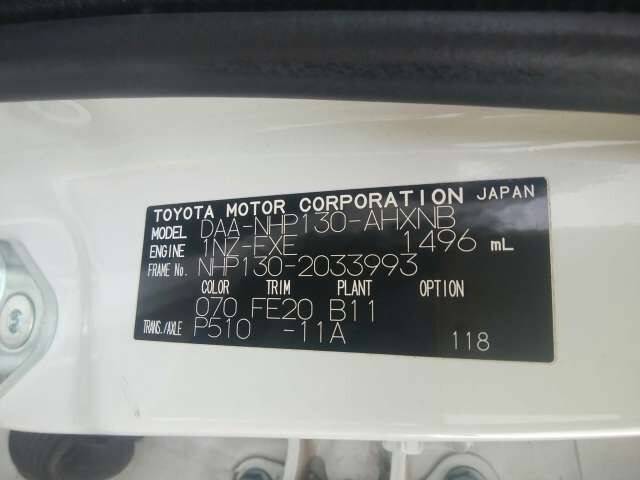 TOYOTA MOTOR CORPORATION JAPAN
MODEL DAA-NHP130-AHXNB
ENGINE 1NZ-EXE 1496 mL
FRAME No. NHP130-2033993
COLOR TRIM PLANT OPTION
070 FE20 B11
TRANS./AXLE P510 -11A
118